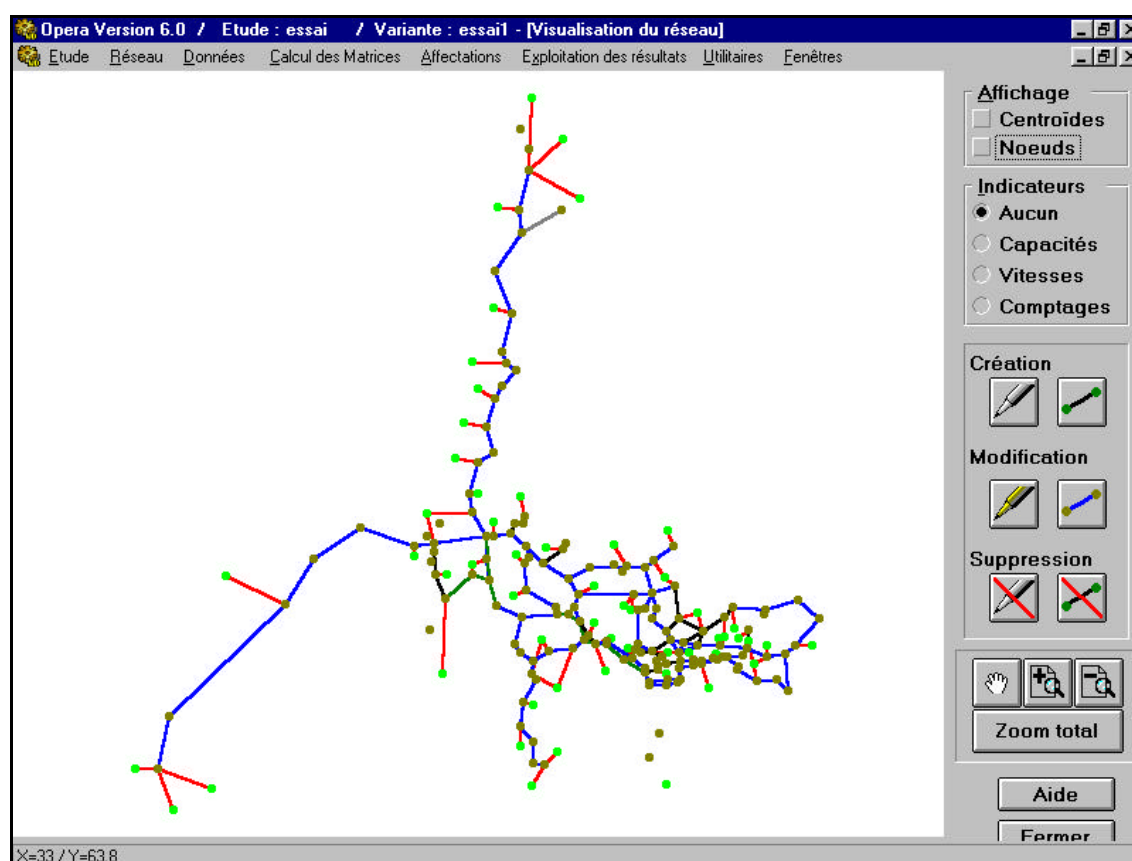 Opera Version 6.0 / Etude : essai / Variante : essai1 - [Visualisation du réseau]
Etude Réseau Données Calcul des Matrices Affectations Exploitation des résultats Utilitaires Fenêtres
Affichage
Centroïdes
Noeuds
Indicateurs
Aucun
Capacités
Vitesses
Comptages
Création
Modification
Suppression
Zoom total
Aide
Fermer
X=33 / Y=63.8